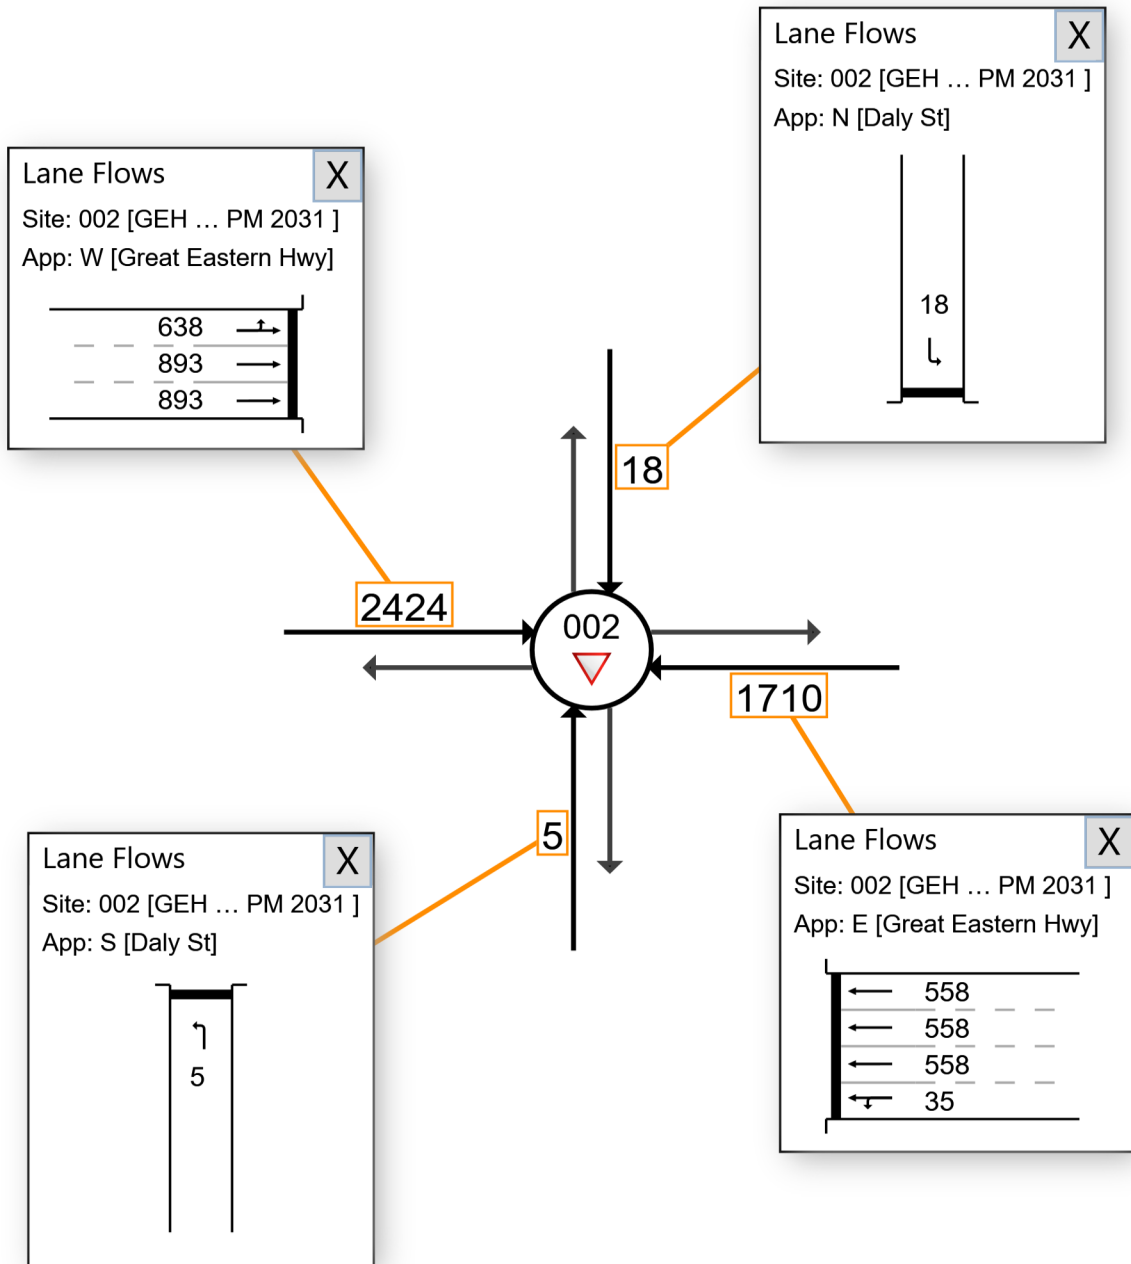 Lane Flows
X
Site: 002 [GEH ... PM 2031 ]
App: N [Daly St]
18
Lane Flows
X
Site: 002 [GEH ... PM 2031 ]
App: W [Great Eastern Hwy]
638
893
893
18
2424
002
1710
5
Lane Flows
X
Site: 002 [GEH ... PM 2031 ]
App: S [Daly St]
5
Lane Flows
X
Site: 002 [GEH ... PM 2031 ]
App: E [Great Eastern Hwy]
558
558
558
35